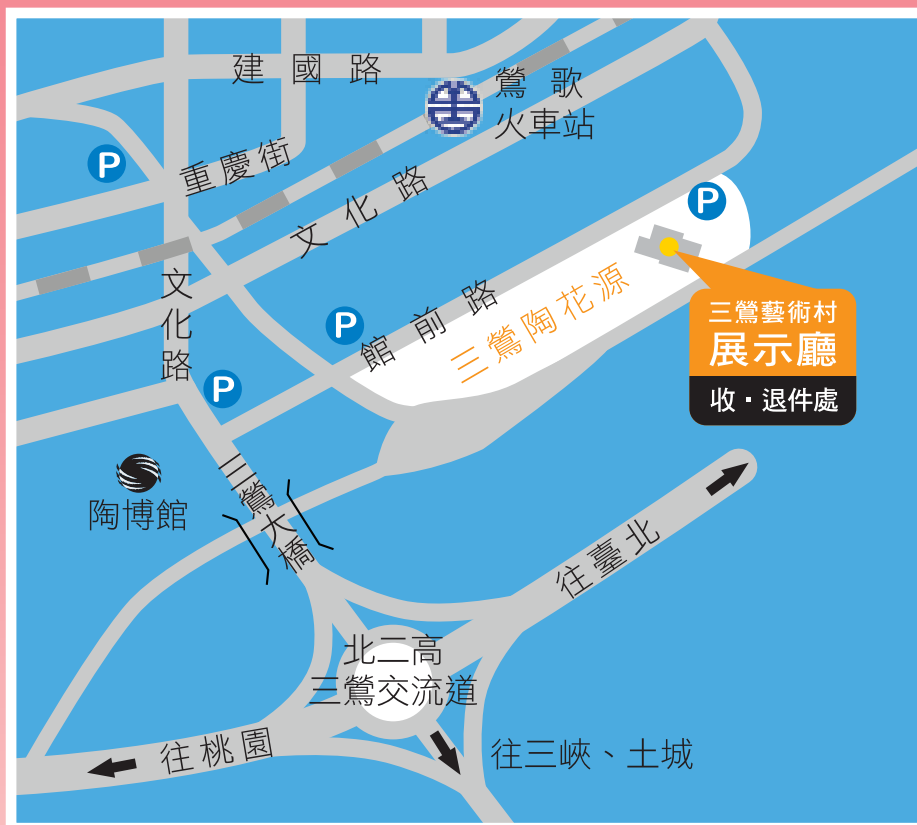 建國路
鶯歌
火車站
P
重慶街
文化路
P
文化路
館前路
P
三鶯陶花源
三鶯藝術村
展示廳
收・退件處
P
陶博館
三鶯大橋
往臺北
北二高
三鶯交流道
往桃園
往三峽、土城